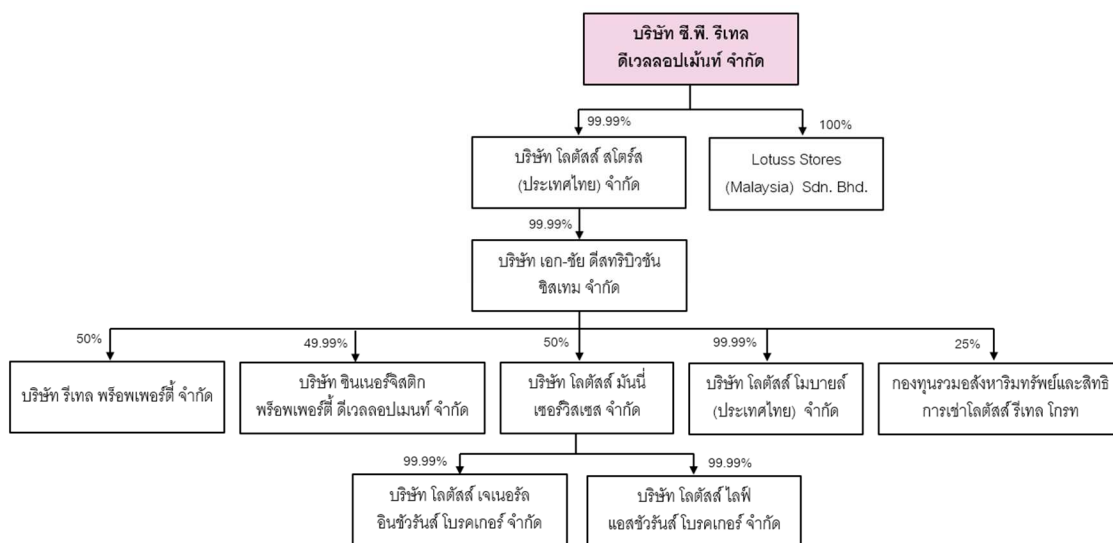 บริษัท ซี.พี. รีเทล
ดีเวลลอปเม้นท์ จำกัด
99.99%
100%
บริษัท โลตัสส์ สโตร์ส
(ประเทศไทย) จำกัด
Lotuss Stores
(Malaysia) Sdn. Bhd.
99.99%
บริษัท เอก-ชัย ดีสทริบิวชัน
ซิสเทม จำกัด
50%
49.99%
50%
99.99%
25%
บริษัท รีเทล พร็อพเพอร์ตี้ จำกัด
บริษัท ซินเนอร์จิสติก
พร็อพเพอร์ตี้ ดีเวลลอปเมนท์ จำกัด
บริษัท โลตัสส์ มันนี่
เซอร์วิสเซส จำกัด
บริษัท โลตัสส์ โมบายล์
(ประเทศไทย) จำกัด
กองทุนรวมอสังหาริมทรัพย์และสิทธิ
การเช่าโลตัสส์ รีเทล โกรท
99.99%
99.99%
บริษัท โลตัสส์ เจเนอรัล
อินชัวรันส์ โบรคเกอร์ จำกัด
บริษัท โลตัสส์ ไลฟ์
แอสชัวรันส์ โบรคเกอร์ จำกัด